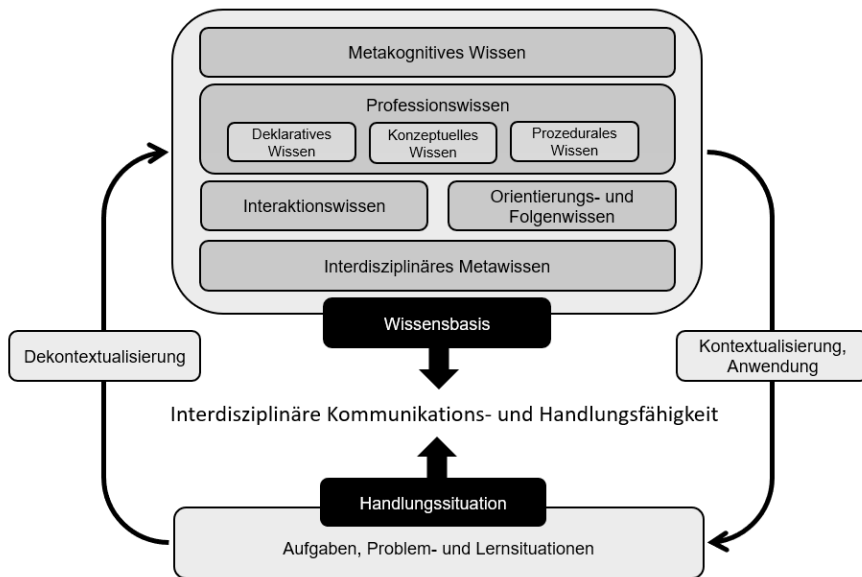 Metakognitives Wissen
Professionswissen
Deklaratives
Wissen
Konzeptuelles
Wissen
Prozedurales
Wissen
Interaktionswissen
Orientierungs- und
Folgenwissen
Interdisziplinäres Metawissen
Wissensbasis
Dekontextualisierung
Kontextualisierung,
Anwendung
Interdisziplinäre Kommunikations- und Handlungsfähigkeit
Handlungssituation
Aufgaben, Problem- und Lernsituationen